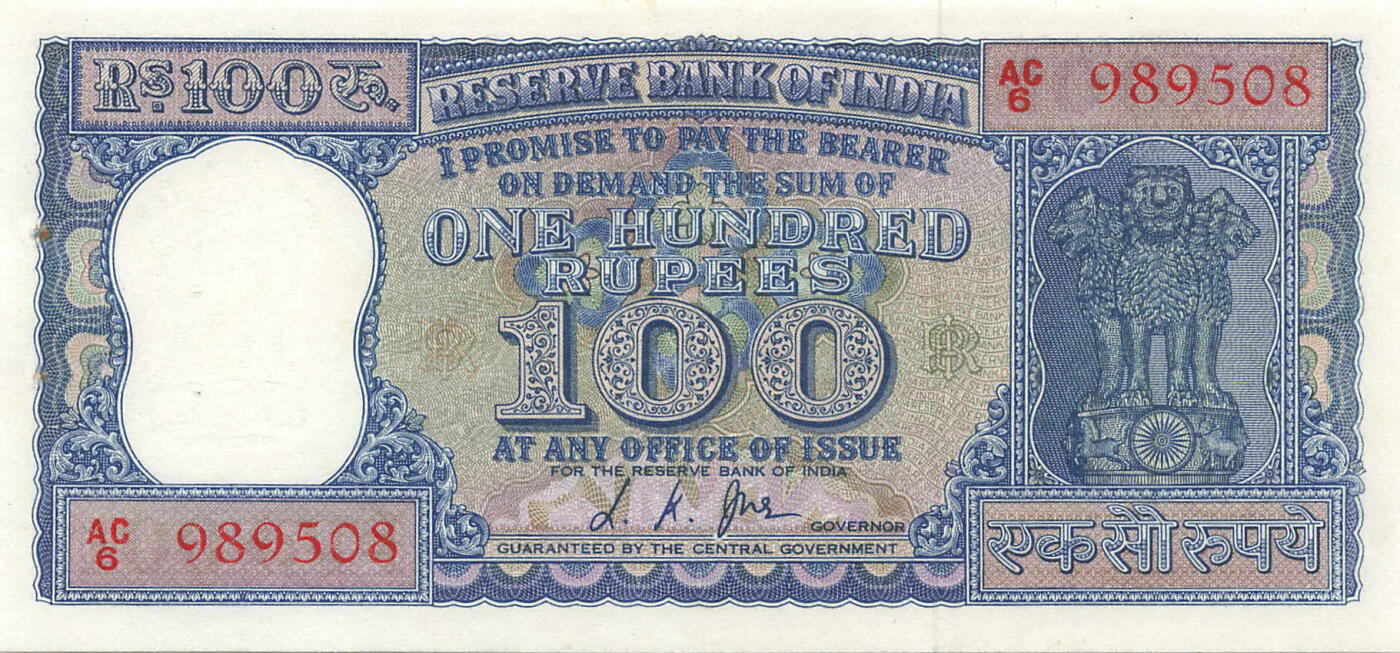 RS. 100 रु.
RESERVE BANK OF INDIA
AC
6 989508
I PROMISE TO PAY THE BEARER
ON DEMAND THE SUM OF
ONE HUNDRED
RUPEES
100
AT ANY OFFICE OF ISSUE
FOR THE RESERVE BANK OF INDIA
GOVERNOR
GUARANTEED BY THE CENTRAL GOVERNMENT
AC
6 989508
एक सौ रुपये